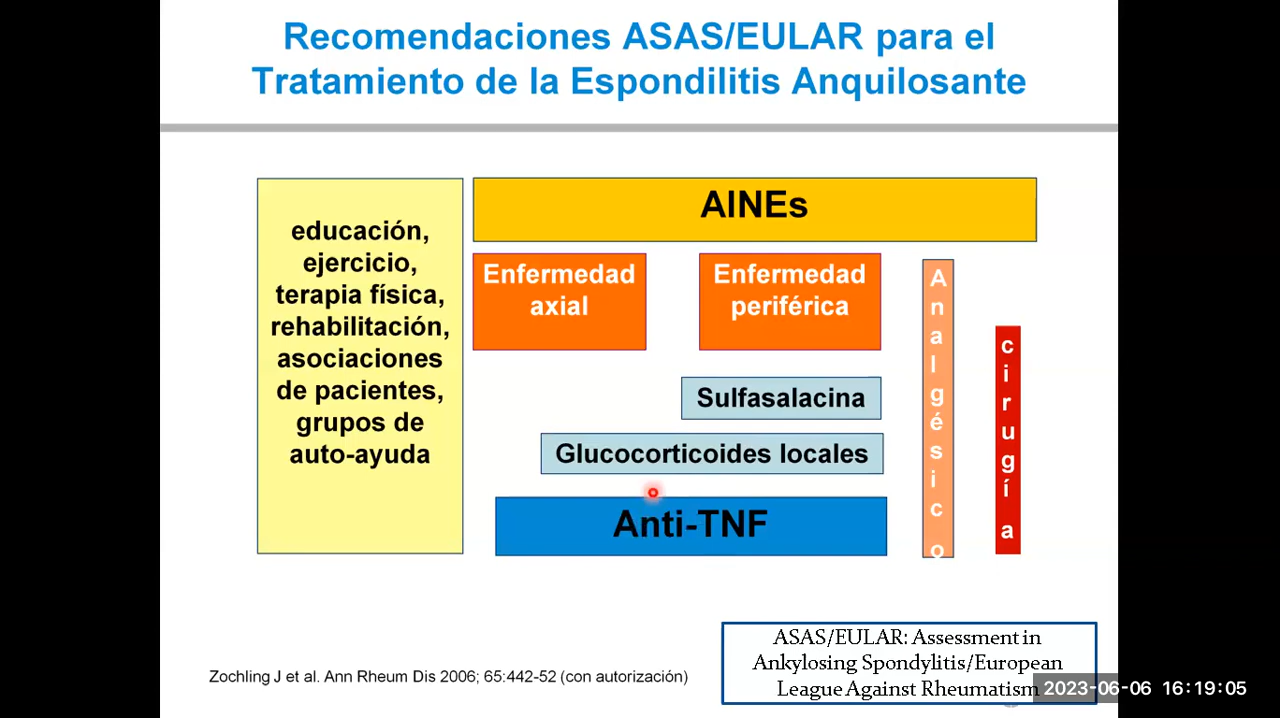 Recomendaciones ASAS/EULAR para el
Tratamiento de la Espondilitis Anquilosante
educación,
ejercicio,
terapia física,
rehabilitación,
asociaciones
de pacientes,
grupos de
auto-ayuda
AINEs
Enfermedad
axial
Enfermedad
periférica
Sulfasalacina
Glucocorticoides locales
Anti-TNF
Analgésico
cirugía
Zochling J et al. Ann Rheum Dis 2006; 65:442-52 (con autorización)
ASAS/EULAR: Assessment in
Ankylosing Spondylitis/European
League Against Rheumatism
2023-06-06 16:19:05